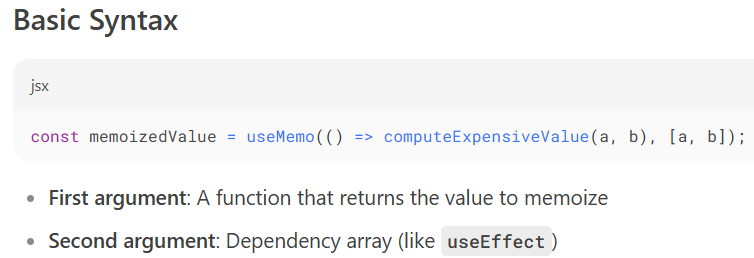 Basic Syntax
jsx
const memoizedValue = useMemo(() => computeExpensiveValue(a, b), [a, b]);
First argument: A function that returns the value to memoize
Second argument: Dependency array (like useEffect)